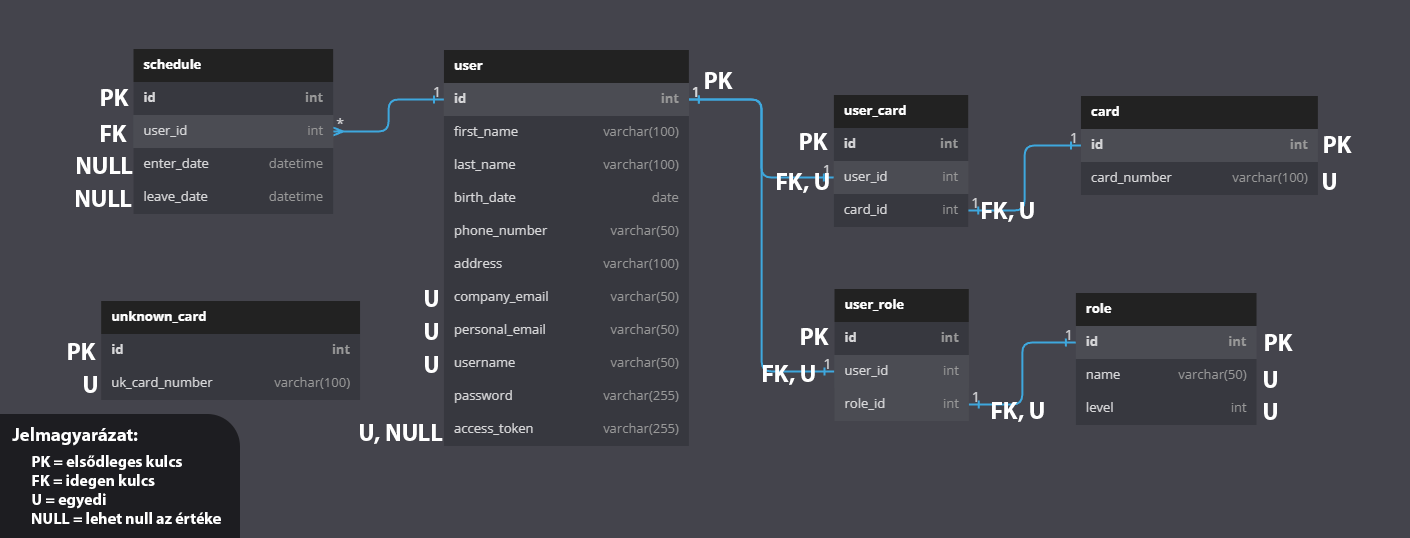 schedule
PK id int
FK user_id int *
NULL enter_date datetime
NULL leave_date datetime
user
1 id int 1 PK
first_name varchar(100)
last_name varchar(100)
birth_date date
phone_number varchar(50)
address varchar(100)
U company_email varchar(50)
U personal_email varchar(50)
U username varchar(50)
password varchar(255)
U, NULL access_token varchar(255)
user_card
PK id int
FK, U 1 user_id int
card_id int 1 FK, U
card
1 id int PK
card_number varchar(100) U
unknown_card
PK id int
U uk_card_number varchar(100)
user_role
PK id int
FK, U 1 user_id int
role_id int 1 FK, U
role
1 id int PK
name varchar(50) U
level int U
Jelmagyarázat:
PK = elsődleges kulcs
FK = idegen kulcs
U = egyedi
NULL = lehet null az értéke